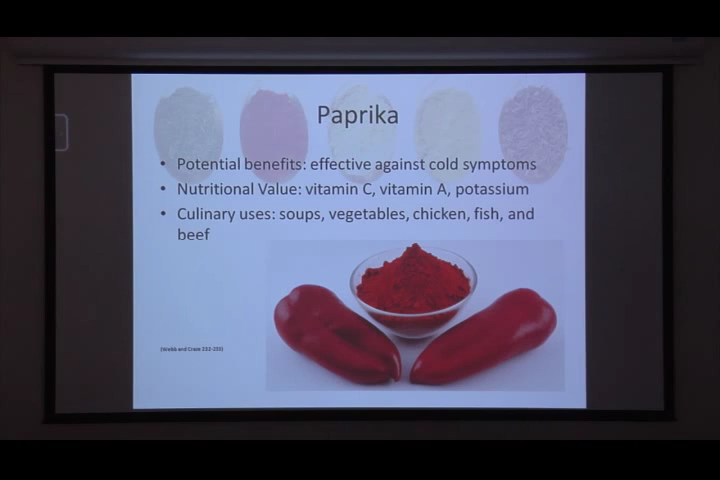 Paprika
• Potential benefits: effective against cold symptoms
• Nutritional Value: vitamin C, vitamin A, potassium
• Culinary uses: soups, vegetables, chicken, fish, and
beef
(Webb and Craze 232-233)